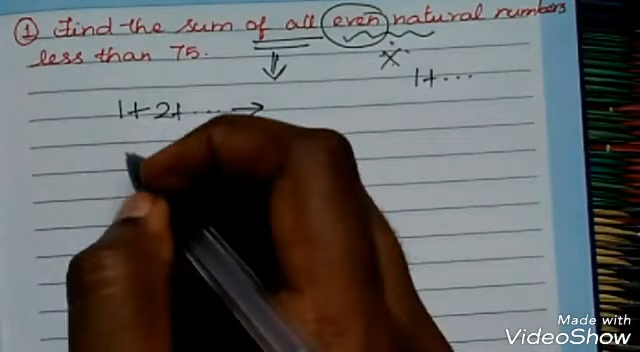 ① Find the sum of all even natural numbers
less than 75.
1+ ...
1+2+ ....
Made with
VideoShow